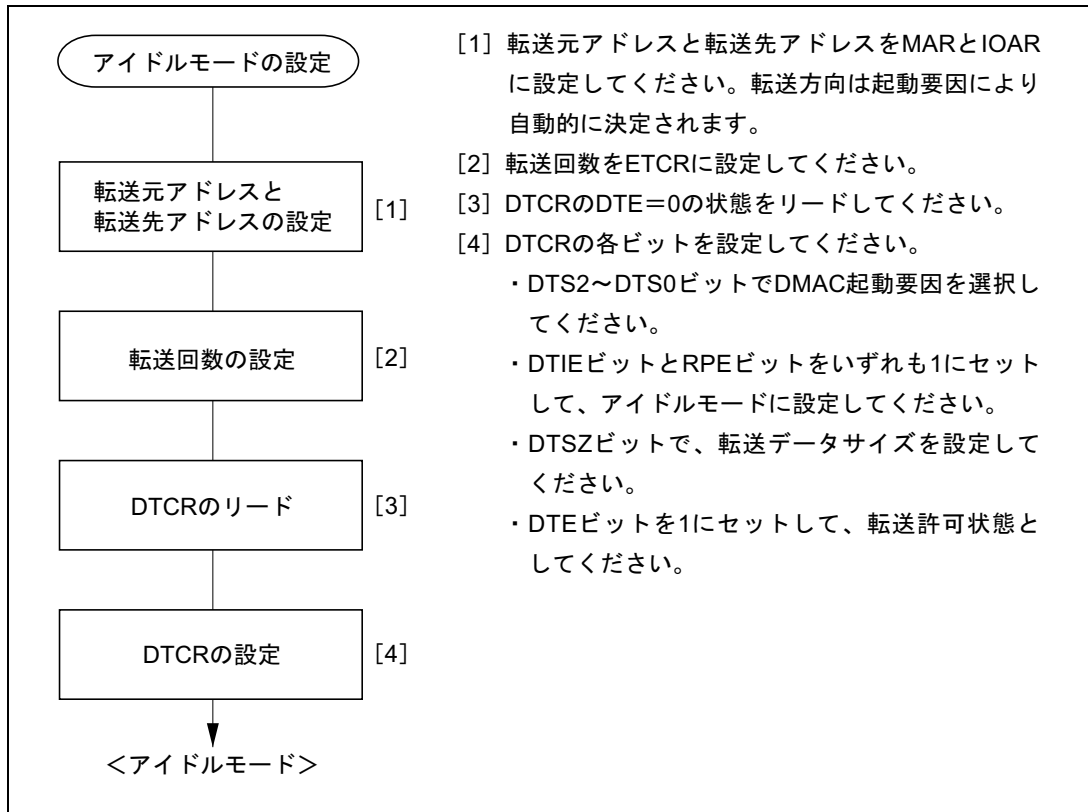 アイドルモードの設定
転送元アドレスと
転送先アドレスの設定
[1]
転送回数の設定
[2]
DTCRのリード
[3]
DTCRの設定
[4]
＜アイドルモード＞
[1] 転送元アドレスと転送先アドレスをMARとIOAR
に設定してください。転送方向は起動要因により
自動的に決定されます。
[2] 転送回数をETCRに設定してください。
[3] DTCRのDTE＝0の状態をリードしてください。
[4] DTCRの各ビットを設定してください。
・DTS2～DTS0ビットでDMAC起動要因を選択し
てください。
・DTIEビットとRPEビットをいずれも1にセット
して、アイドルモードに設定してください。
・DTSZビットで、転送データサイズを設定して
ください。
・DTEビットを1にセットして、転送許可状態と
してください。